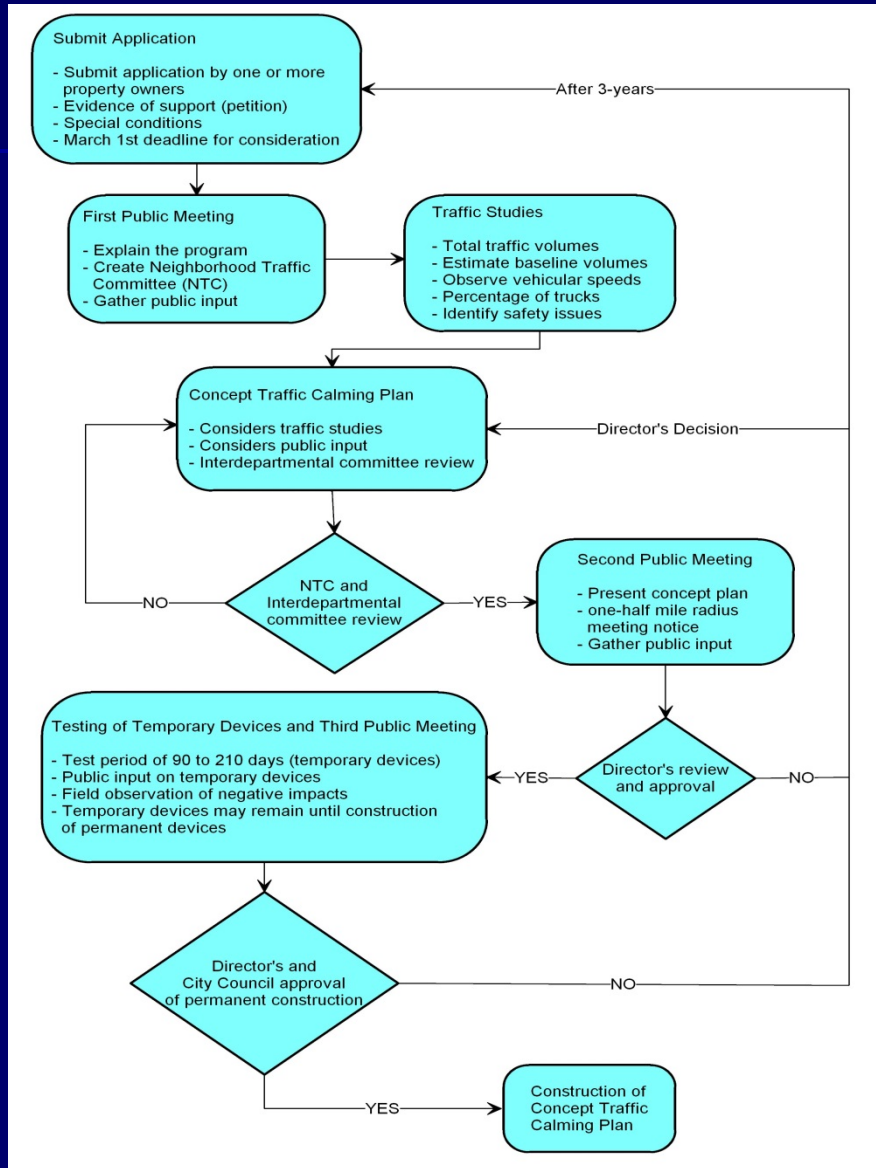 Submit Application
- Submit application by one or more
property owners
- Evidence of support (petition)
- Special conditions
- March 1st deadline for consideration
After 3-years
First Public Meeting
- Explain the program
- Create Neighborhood Traffic
Committee (NTC)
- Gather public input
Traffic Studies
- Total traffic volumes
- Estimate baseline volumes
- Observe vehicular speeds
- Percentage of trucks
- Identify safety issues
Concept Traffic Calming Plan
- Considers traffic studies
- Considers public input
- Interdepartmental committee review
Director's Decision
NO
NTC and
Interdepartmental
committee review
YES
Second Public Meeting
- Present concept plan
- one-half mile radius
meeting notice
- Gather public input
Testing of Temporary Devices and Third Public Meeting
- Test period of 90 to 210 days (temporary devices)
- Public input on temporary devices
- Field observation of negative impacts
- Temporary devices may remain until construction
of permanent devices
YES
Director's review
and approval
NO
Director's and
City Council approval
of permanent construction
NO
YES
Construction of
Concept Traffic
Calming Plan